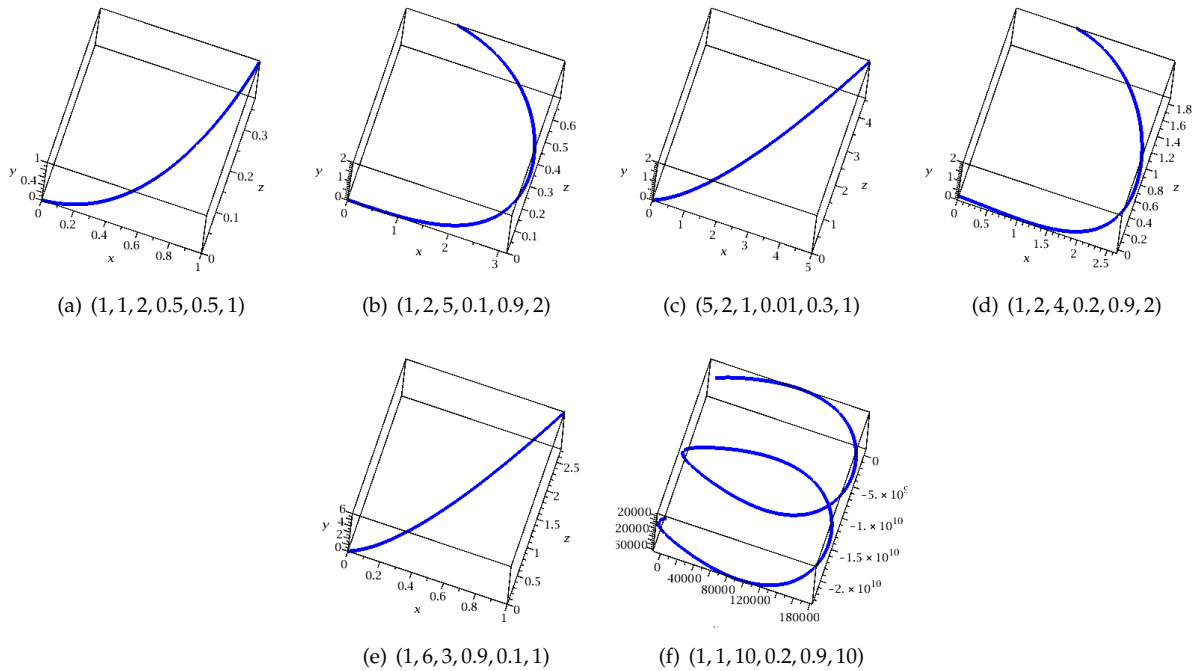 y 1 0.4 0 0 0.2 0.4 0.6 0.8 1 x 0 0.1 0.2 0.3 z
y 2 1 0 0 1 2 3 x 0 0.1 0.2 0.3 0.4 0.5 0.6 z
y 2 1 0 0 1 2 3 4 5 x 0 1 2 3 4 z
y 2 1 0 0 0.5 1 1.5 2 2.5 x 0 0.2 0.4 0.6 0.8 1 1.2 1.4 1.6 1.8 z
(a) (1, 1, 2, 0.5, 0.5, 1)
(b) (1, 2, 5, 0.1, 0.9, 2)
(c) (5, 2, 1, 0.01, 0.3, 1)
(d) (1, 2, 4, 0.2, 0.9, 2)
y 6 4 2 0 0 0.2 0.4 0.6 0.8 1 x 0 0.5 1 1.5 2 2.5 z
20000 20000 0 40000 80000 120000 180000 0 -1. × 10¹⁰ -1.5 × 10¹⁰ -2. × 10¹⁰
(e) (1, 6, 3, 0.9, 0.1, 1)
(f) (1, 1, 10, 0.2, 0.9, 10)